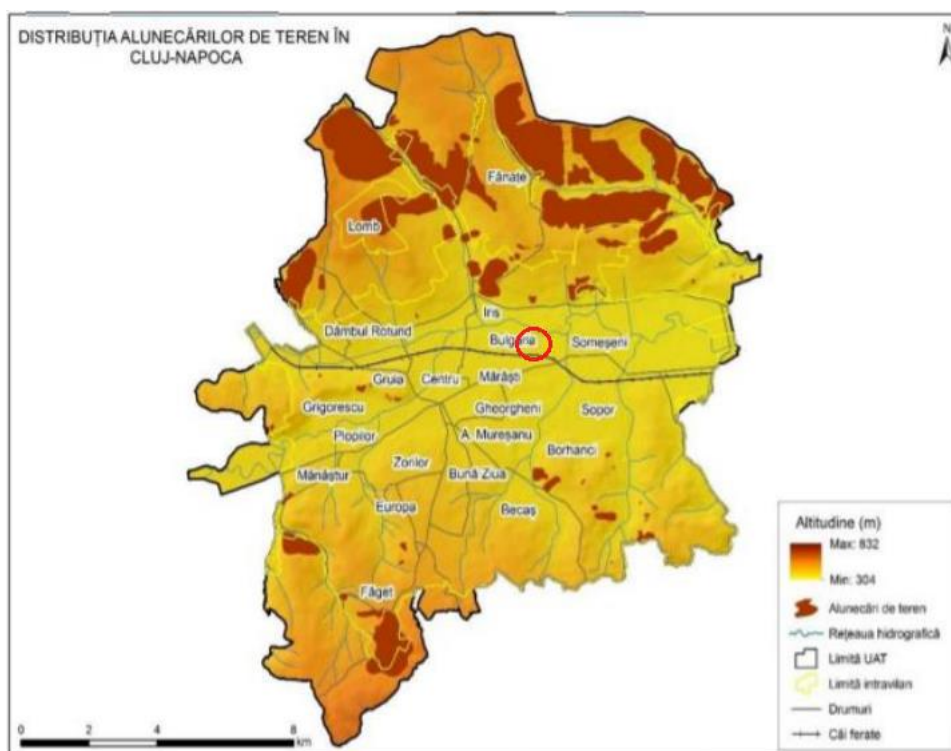 DISTRIBUȚIA ALUNECĂRILOR DE TEREN ÎN
CLUJ-NAPOCA
N
Fânațe
Lomb
Iris
Dâmbul Rotund
Bulgaria
Someșeni
Gruia
Centru
Mărăști
Grigorescu
Gheorgheni
Sopor
Plopilor
A. Mureșanu
Borhanci
Zorilor
Mănăștur
Bună Ziua
Europa
Becaș
Făget
Altitudine (m)
Max: 832
Min: 304
Alunecări de teren
Rețeaua hidrografică
Limită UAT
Limită intravilan
Drumuri
Căi ferate
0 2 4 8
km